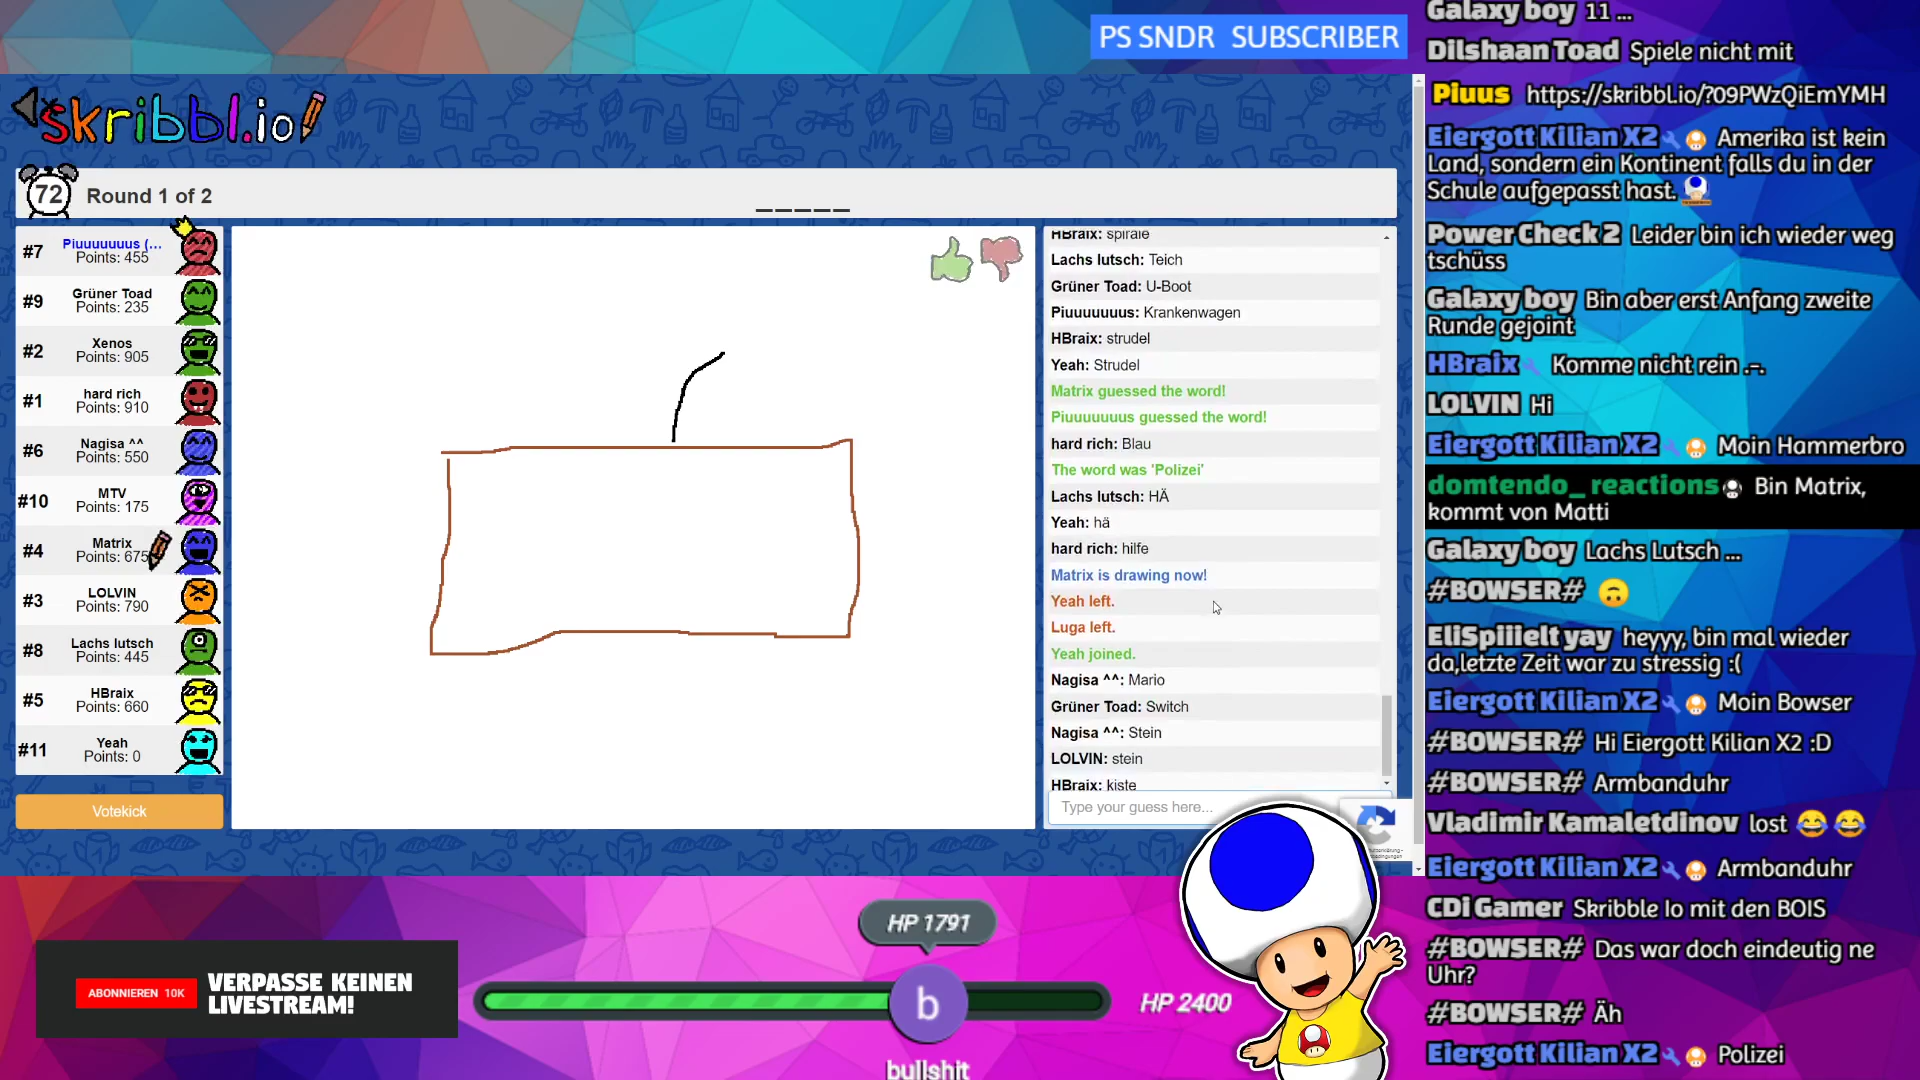 PS SNDR SUBSCRIBER
skribbl.io
72
Round 1 of 2
_____
#7
Piuuuuuuus (...
Points: 455
#9
Grüner Toad
Points: 235
#2
Xenos
Points: 905
#1
hard rich
Points: 910
#6
Nagisa ^^
Points: 550
#10
MTV
Points: 175
#4
Matrix
Points: 675
#3
LOLVIN
Points: 790
#8
Lachs lutsch
Points: 445
#5
HBraix
Points: 660
#11
Yeah
Points: 0
Votekick
HBraix: spirale
Lachs lutsch: Teich
Grüner Toad: U-Boot
Piuuuuuuus: Krankenwagen
HBraix: strudel
Yeah: Strudel
Matrix guessed the word!
Piuuuuuuus guessed the word!
hard rich: Blau
The word was 'Polizei'
Lachs lutsch: HÄ
Yeah: hä
hard rich: hilfe
Matrix is drawing now!
Yeah left.
Luga left.
Yeah joined.
Nagisa ^^: Mario
Grüner Toad: Switch
Nagisa ^^: Stein
LOLVIN: stein
HBraix: kiste
Type your guess here...
Galaxy boy 11 ...
Dilshaan Toad Spiele nicht mit
Piuus https://skribbl.io/?09PWzQiEmYMH
Eiergott Kilian X2 Amerika ist kein
Land, sondern ein Kontinent falls du in der
Schule aufgepasst hast.
Power Check 2 Leider bin ich wieder weg
tschüss
Galaxy boy Bin aber erst Anfang zweite
Runde gejoint
HBraix Komme nicht rein .-.
LOLVIN Hi
Eiergott Kilian X2 Moin Hammerbro
domtendo_reactions Bin Matrix,
kommt von Matti
Galaxy boy Lachs Lutsch ...
#BOWSER# 🙃
EliSpiiielt yay heyyy, bin mal wieder
da,letzte Zeit war zu stressig :(
Eiergott Kilian X2 Moin Bowser
#BOWSER# Hi Eiergott Kilian X2 :D
#BOWSER# Armbanduhr
Vladimir Kamaletdinov lost 😂 😂
Eiergott Kilian X2 Armbanduhr
CDi Gamer Skribble Io mit den BOIS
#BOWSER# Das war doch eindeutig ne
Uhr?
#BOWSER# Äh
Eiergott Kilian X2 Polizei
ABONNIEREN 10K
VERPASSE KEINEN
LIVESTREAM!
HP 1791
b
HP 2400
bullshit